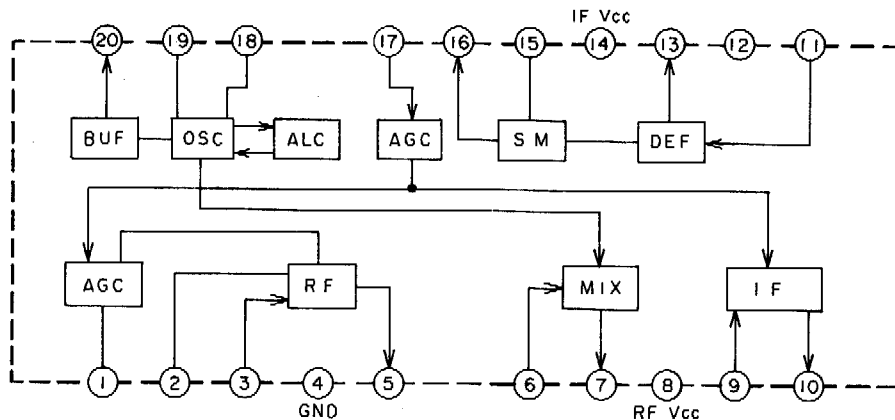 IF Vcc
20 19 18 17 16 15 14 13 12 11
BUF OSC ALC AGC SM DEF
AGC RF MIX IF
1 2 3 4 5 6 7 8 9 10
GND RF Vcc